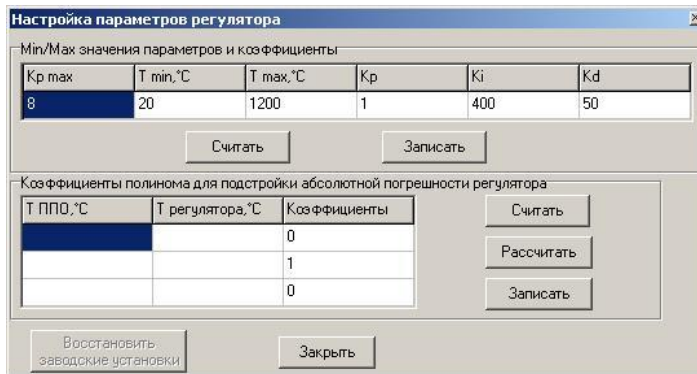 Настройка параметров регулятора
Min/Max значения параметров и коэффициенты
Kp max T min,°C T max,°C Kp Ki Kd
8 20 1200 1 400 50
Считать Записать
Коэффициенты полинома для подстройки абсолютной погрешности регулятора
T ППО,°C T регулятора,°C Коэффициенты
0
1
0
Считать
Рассчитать
Записать
Восстановить
заводские установки
Закрыть